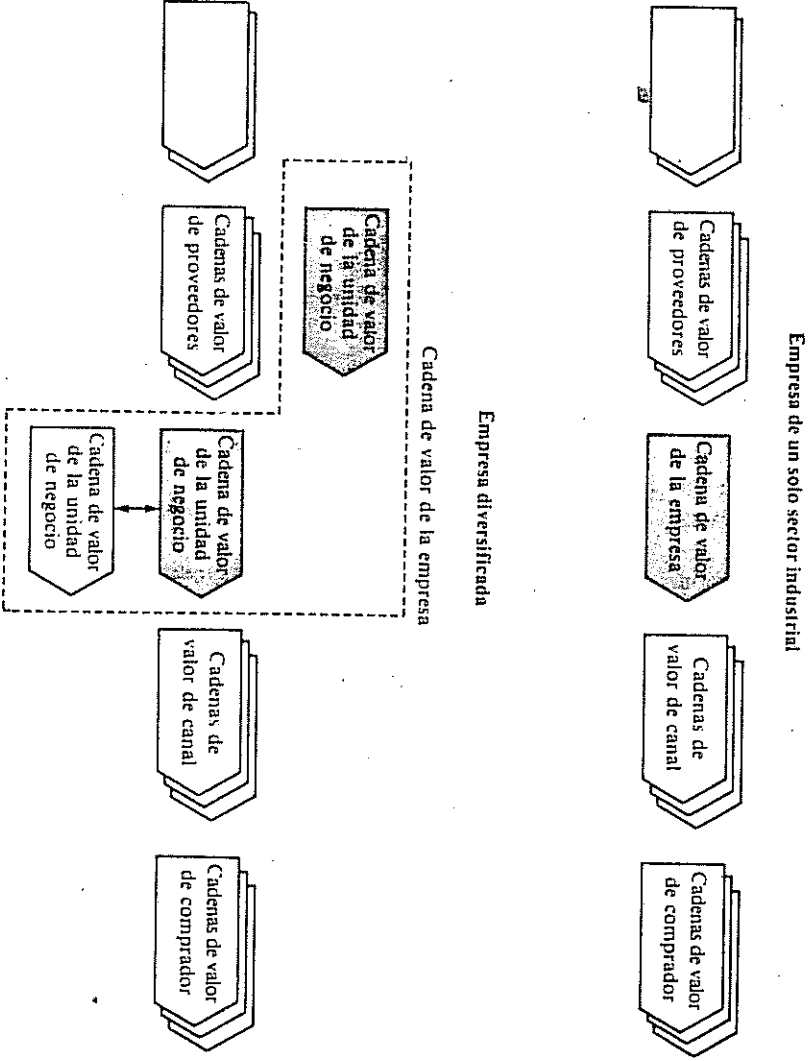 Empresa de un solo sector industrial
Cadenas de valor
de proveedores
Cadena de valor
de la empresa
Cadenas de
valor de canal
Cadenas de valor
de comprador
Empresa diversificada
Cadena de valor de la empresa
Cadena de valor
de la unidad
de negocio
Cadenas de valor
de proveedores
Cadena de valor
de la unidad
de negocio
Cadena de valor
de la unidad
de negocio
Cadenas de
valor de canal
Cadenas de valor
de comprador